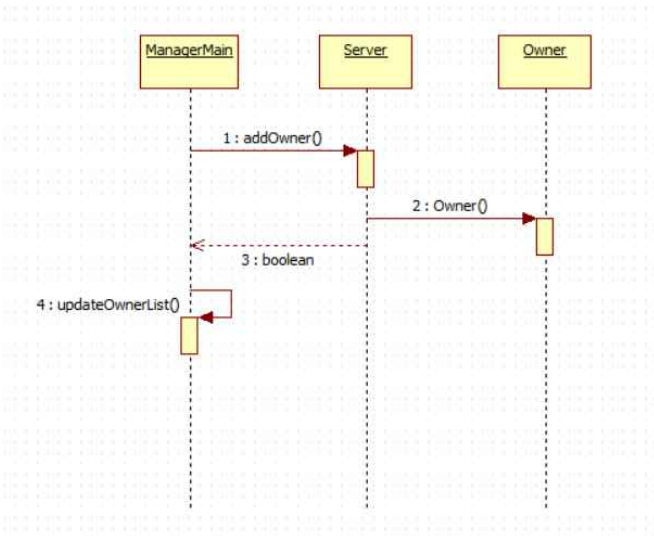 ManagerMain
Server
Owner
1 : addOwner()
2 : Owner()
3 : boolean
4 : updateOwnerList()